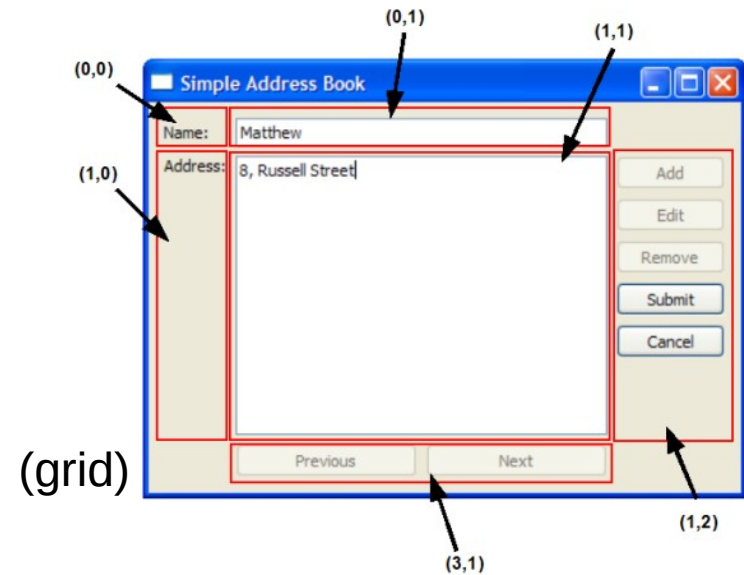 (0,1)
(1,1)
(0,0)
Simple Address Book
Name: Matthew
(1,0)
Address: 8, Russell Street
Add
Edit
Remove
Submit
Cancel
(grid)
Previous Next
(1,2)
(3,1)